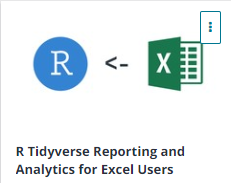 R <- X
R Tidyverse Reporting and
Analytics for Excel Users